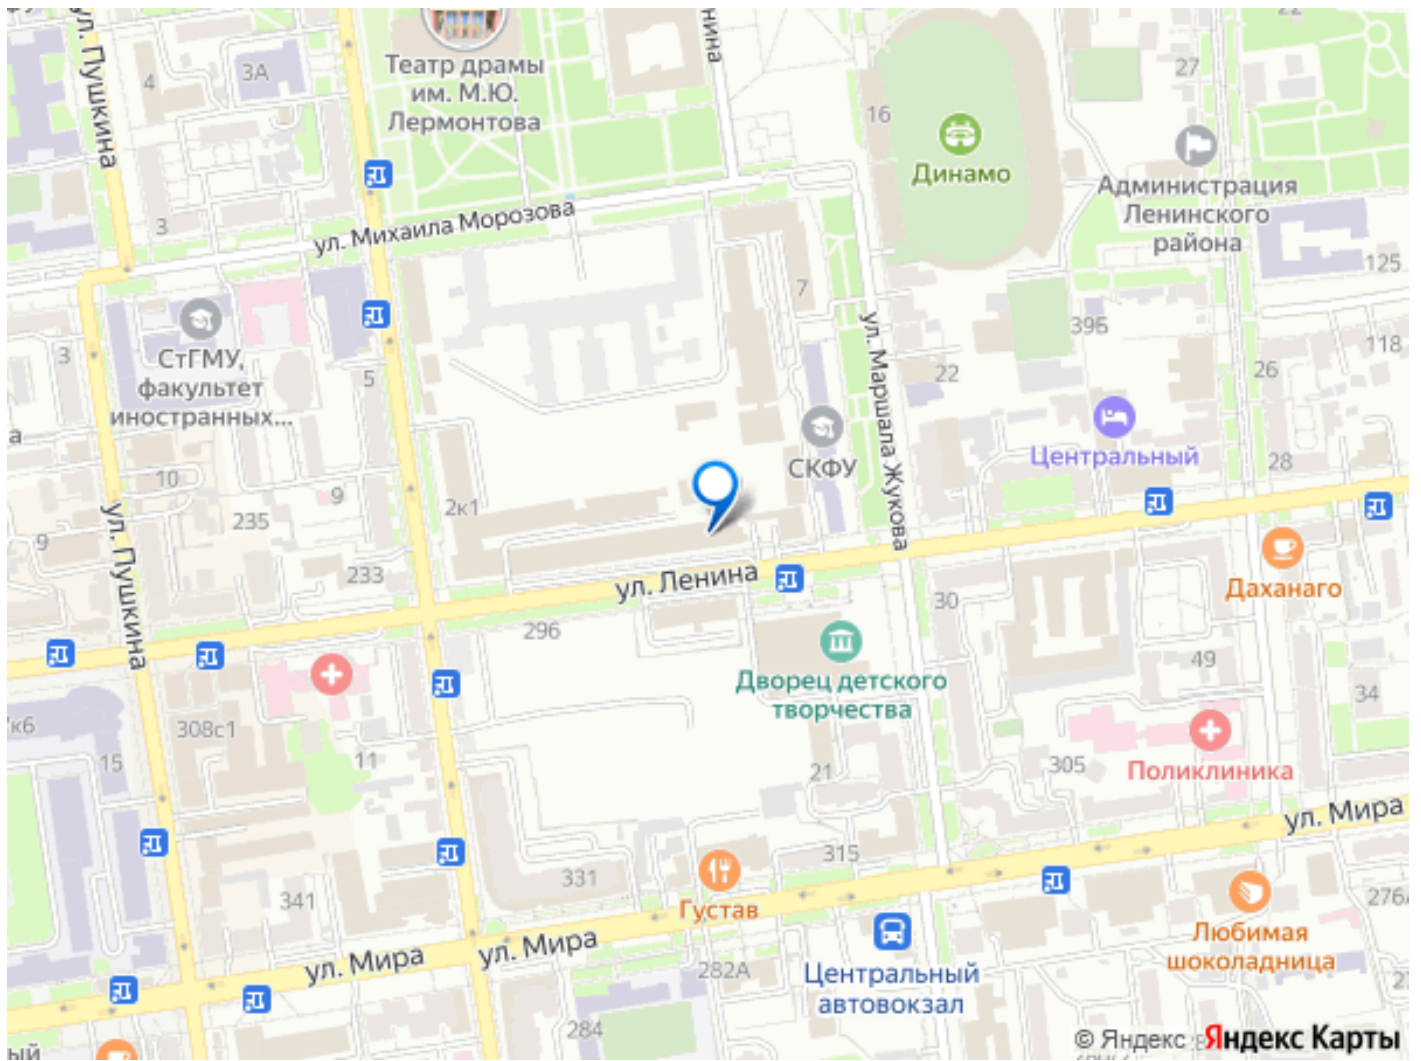 ул. Пушкина
4
3А
Театр драмы
им. М.Ю.
Лермонтова
нина
22
27
16
Динамо
Администрация
Ленинского
района
3
ул. Михаила Морозова
125
7
СтГМУ,
факультет
иностранных...
3
5
ул. Маршала Жукова
39Б
118
22
26
а
Центральный
СКФУ
28
10
9
2к1
235
ул. Пушкина
9
233
ул. Ленина
Даханаго
30
296
49
Дворец детского
творчества
34
к6
308с1
15
11
21
305
Поликлиника
ул. Мира
315
331
Густав
341
276А
Любимая
шоколадница
ул. Мира
ул. Мира
282А
Центральный
автовокзал
284
ый
© Яндекс Яндекс Карты